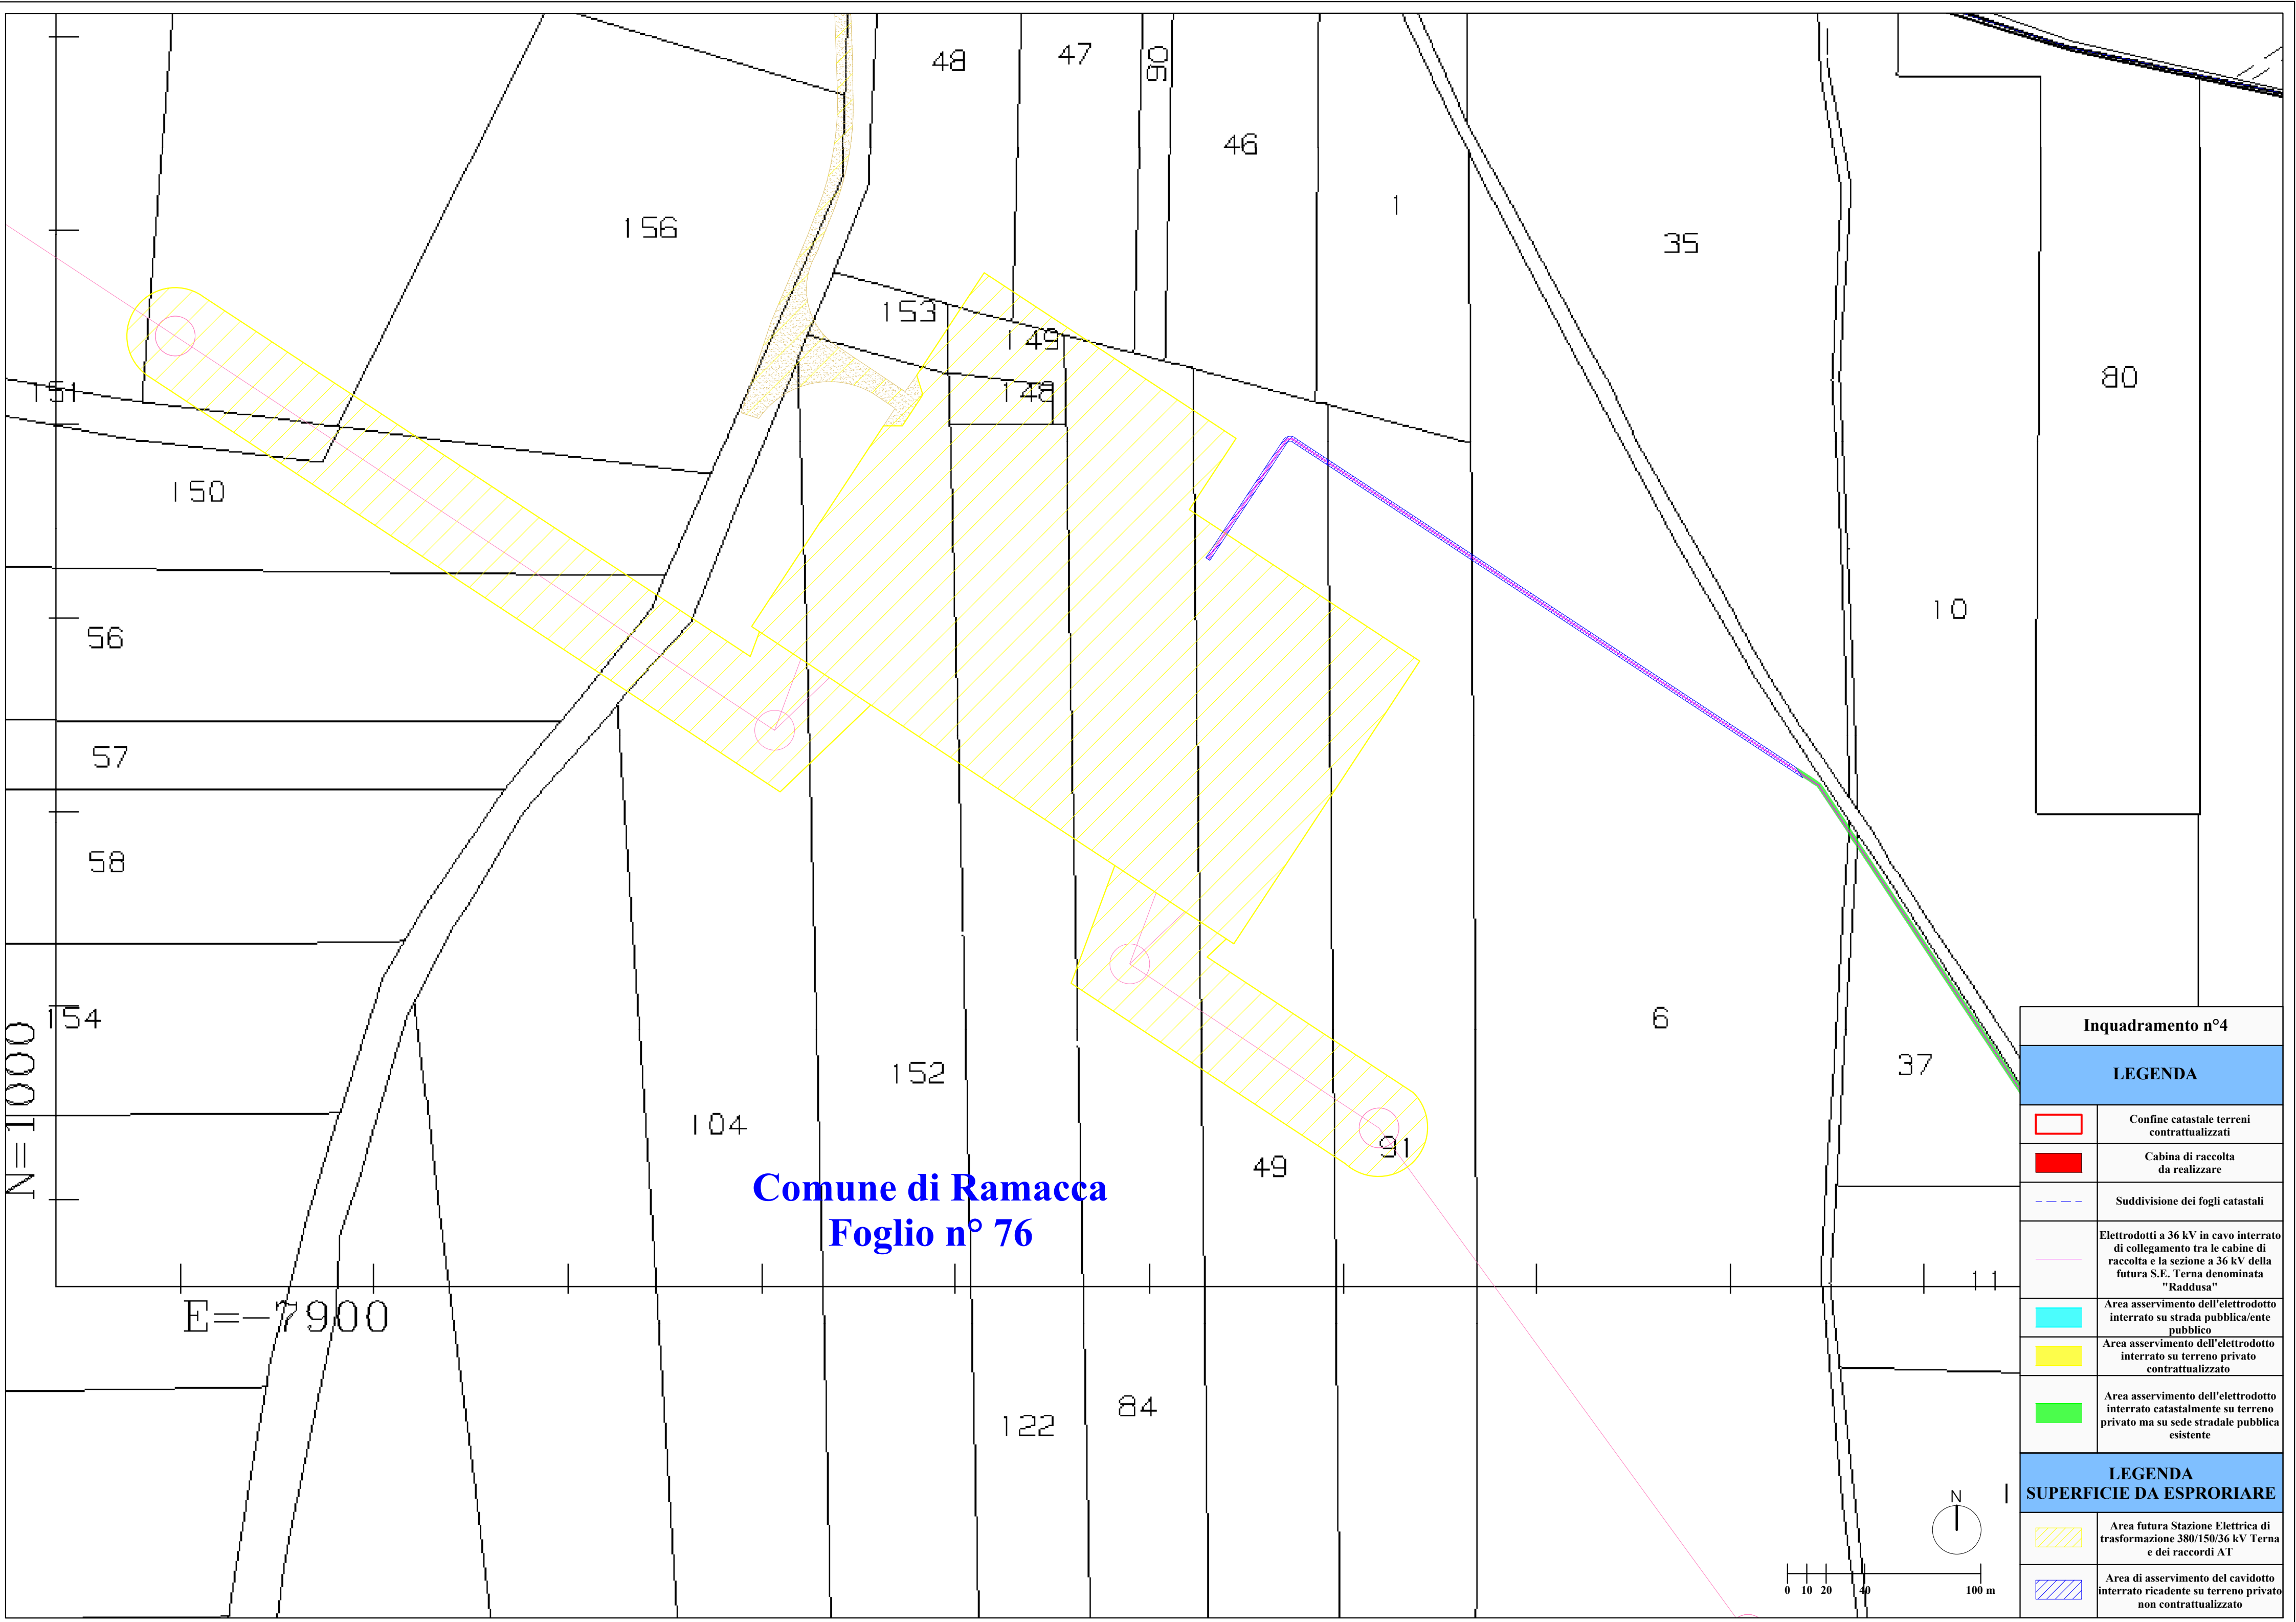 48
47
90
46
1
156
35
153
149
148
80
151
150
10
56
57
58
154
6
37
152
104
91
49
N=1000
E=-7900
Comune di Ramacca
Foglio n° 76
84
122
11
Inquadramento n°4
LEGENDA
Confine catastale terreni
contrattualizzati
Cabina di raccolta
da realizzare
Suddivisione dei fogli catastali
Elettrodotti a 36 kV in cavo interrato
di collegamento tra le cabine di
raccolta e la sezione a 36 kV della
futura S.E. Terna denominata
"Raddusa"
Area asservimento dell'elettrodotto
interrato su strada pubblica/ente
pubblico
Area asservimento dell'elettrodotto
interrato su terreno privato
contrattualizzato
Area asservimento dell'elettrodotto
interrato catastalmente su terreno
privato ma su sede stradale pubblica
esistente
LEGENDA
SUPERFICIE DA ESPRORIARE
Area futura Stazione Elettrica di
trasformazione 380/150/36 kV Terna
e dei raccordi AT
Area di asservimento del cavidotto
interrato ricadente su terreno privato
non contrattualizzato
N
0 10 20 40 100 m